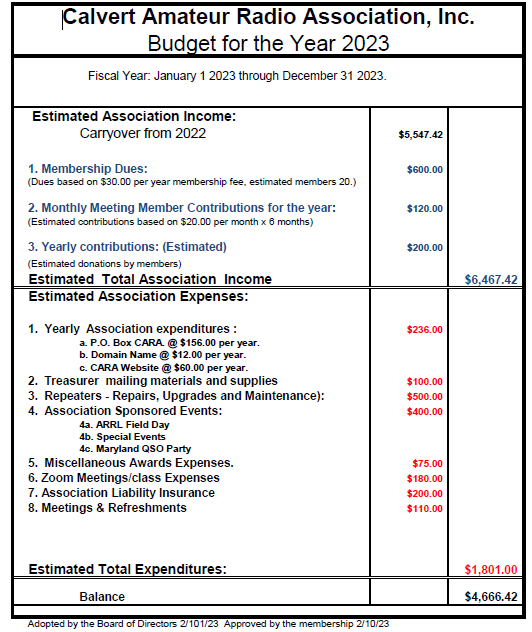 Calvert Amateur Radio Association, Inc.
Budget for the Year 2023
Fiscal Year: January 1 2023 through December 31 2023.
Estimated Association Income:
Carryover from 2022 $5,547.42
1. Membership Dues: $600.00
(Dues based on $30.00 per year membership fee, estimated members 20.)
2. Monthly Meeting Member Contributions for the year: $120.00
(Estimated contributions based on $20.00 per month x 6 months)
3. Yearly contributions: (Estimated) $200.00
(Estimated donations by members)
Estimated Total Association Income $6,467.42
Estimated Association Expenses:
1. Yearly Association expenditures : $236.00
a. P.O. Box CARA. @ $156.00 per year.
b. Domain Name @ $12.00 per year.
c. CARA Website @ $60.00 per year.
2. Treasurer mailing materials and supplies $100.00
3. Repeaters - Repairs, Upgrades and Maintenance): $500.00
4. Association Sponsored Events: $400.00
4a. ARRL Field Day
4b. Special Events
4c. Maryland QSO Party
5. Miscellaneous Awards Expenses. $75.00
6. Zoom Meetings/class Expenses $180.00
7. Association Liability Insurance $200.00
8. Meetings & Refreshments $110.00
Estimated Total Expenditures: $1,801.00
Balance $4,666.42
Adopted by the Board of Directors 2/101/23 Approved by the membership 2/10/23